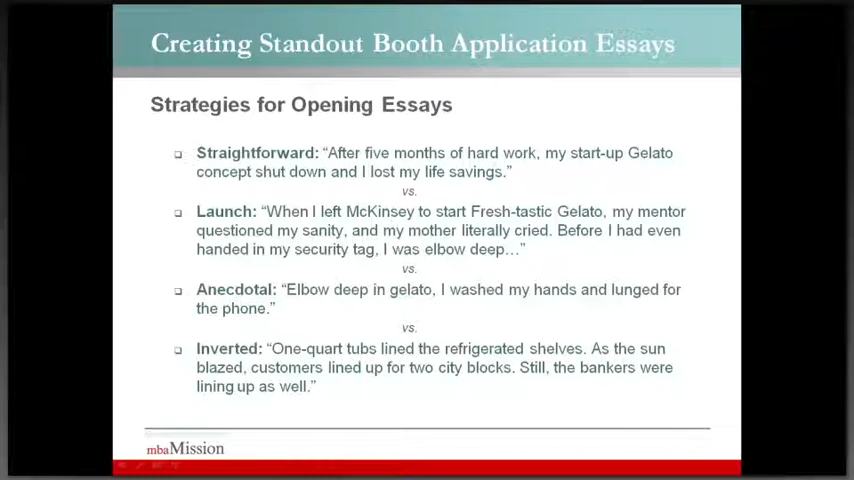 Creating Standout Booth Application Essays
Strategies for Opening Essays
Straightforward: “After five months of hard work, my start-up Gelato
concept shut down and I lost my life savings.”
vs.
Launch: “When I left McKinsey to start Fresh-tastic Gelato, my mentor
questioned my sanity, and my mother literally cried. Before I had even
handed in my security tag, I was elbow deep…”
vs.
Anecdotal: “Elbow deep in gelato, I washed my hands and lunged for
the phone.”
vs.
Inverted: “One-quart tubs lined the refrigerated shelves. As the sun
blazed, customers lined up for two city blocks. Still, the bankers were
lining up as well.”
mbaMission